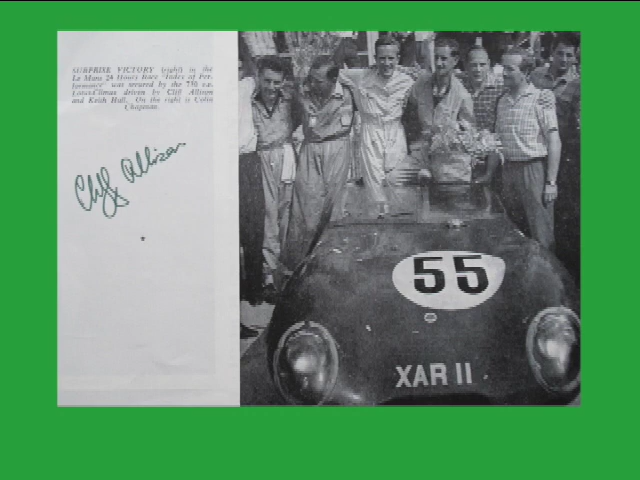 SURPRISE VICTORY (right) in the
Le Mans 24 Hours Race "Index of Per-
formance" was secured by the 750 c.c.
Lotus-Climax driven by Cliff Allison
and Keith Hall. On the right is Colin
Chapman.
Cliff Allison
*
55
XAR 11